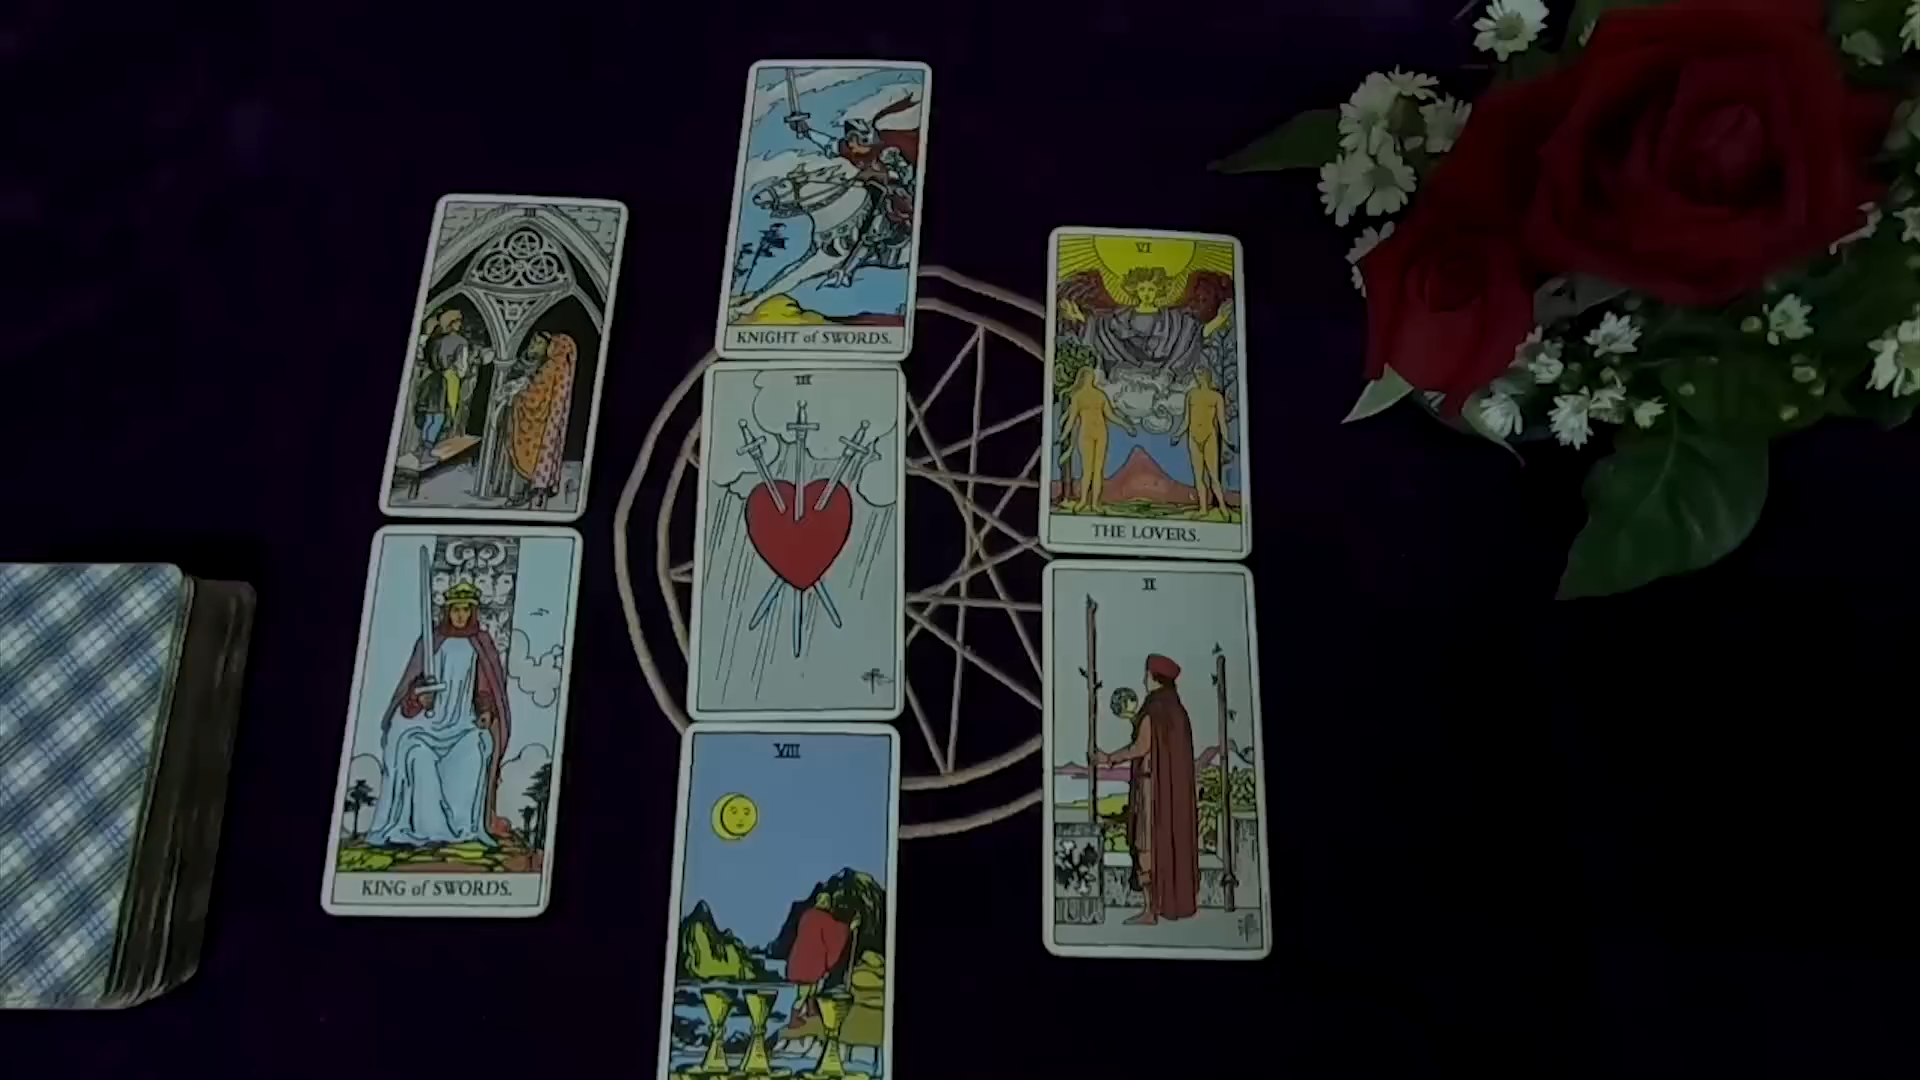 KNIGHT of SWORDS.
III
VI
THE LOVERS.
III
KING of SWORDS.
II
VIII